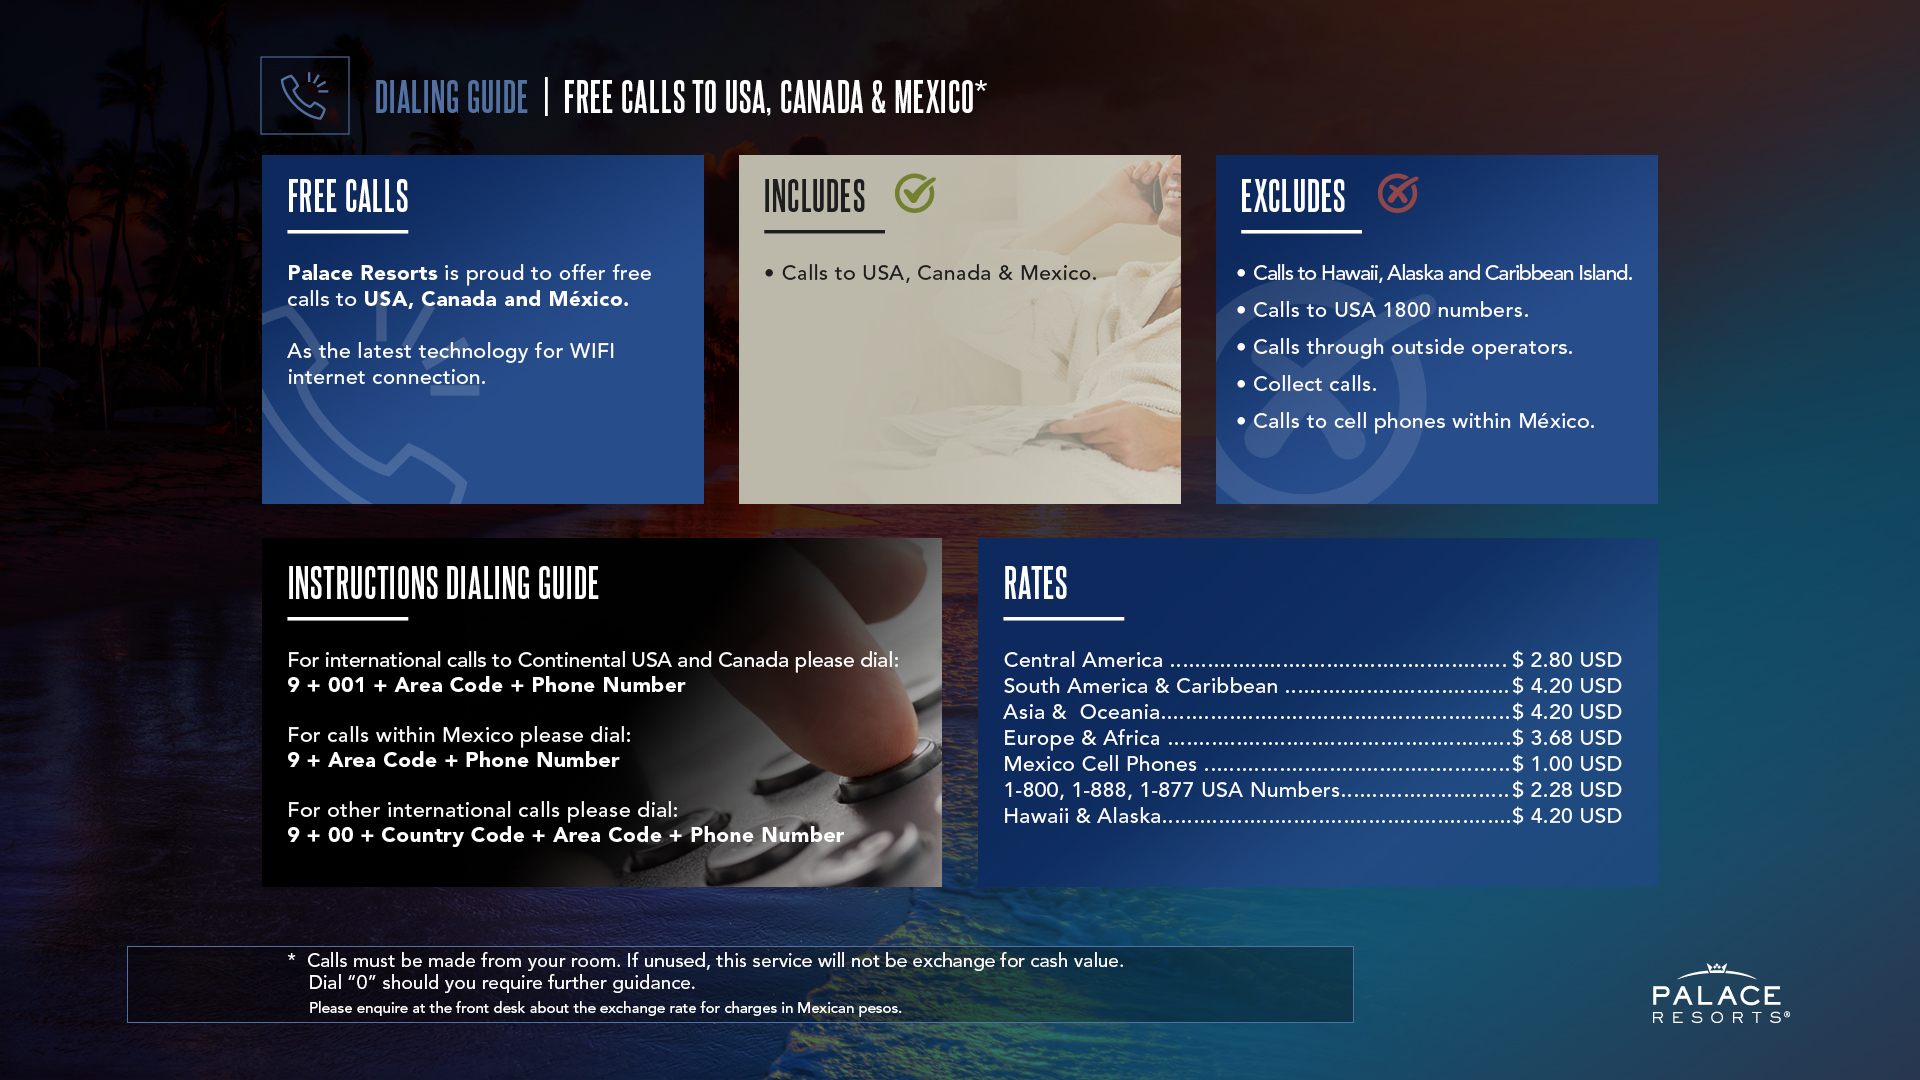 DIALING GUIDE | FREE CALLS TO USA, CANADA & MEXICO*
FREE CALLS
Palace Resorts is proud to offer free
calls to USA, Canada and México.
As the latest technology for WIFI
internet connection.
INCLUDES
• Calls to USA, Canada & Mexico.
EXCLUDES
• Calls to Hawaii, Alaska and Caribbean Island.
• Calls to USA 1800 numbers.
• Calls through outside operators.
• Collect calls.
• Calls to cell phones within México.
INSTRUCTIONS DIALING GUIDE
For international calls to Continental USA and Canada please dial:
9 + 001 + Area Code + Phone Number
For calls within Mexico please dial:
9 + Area Code + Phone Number
For other international calls please dial:
9 + 00 + Country Code + Area Code + Phone Number
RATES
Central America ...................................................... $ 2.80 USD
South America & Caribbean .................................... $ 4.20 USD
Asia &  Oceania........................................................ $ 4.20 USD
Europe & Africa ....................................................... $ 3.68 USD
Mexico Cell Phones ................................................. $ 1.00 USD
1-800, 1-888, 1-877 USA Numbers........................... $ 2.28 USD
Hawaii & Alaska........................................................ $ 4.20 USD
* Calls must be made from your room. If unused, this service will not be exchange for cash value.
Dial “0” should you require further guidance.
Please enquire at the front desk about the exchange rate for charges in Mexican pesos.
PALACE
RESORTS®